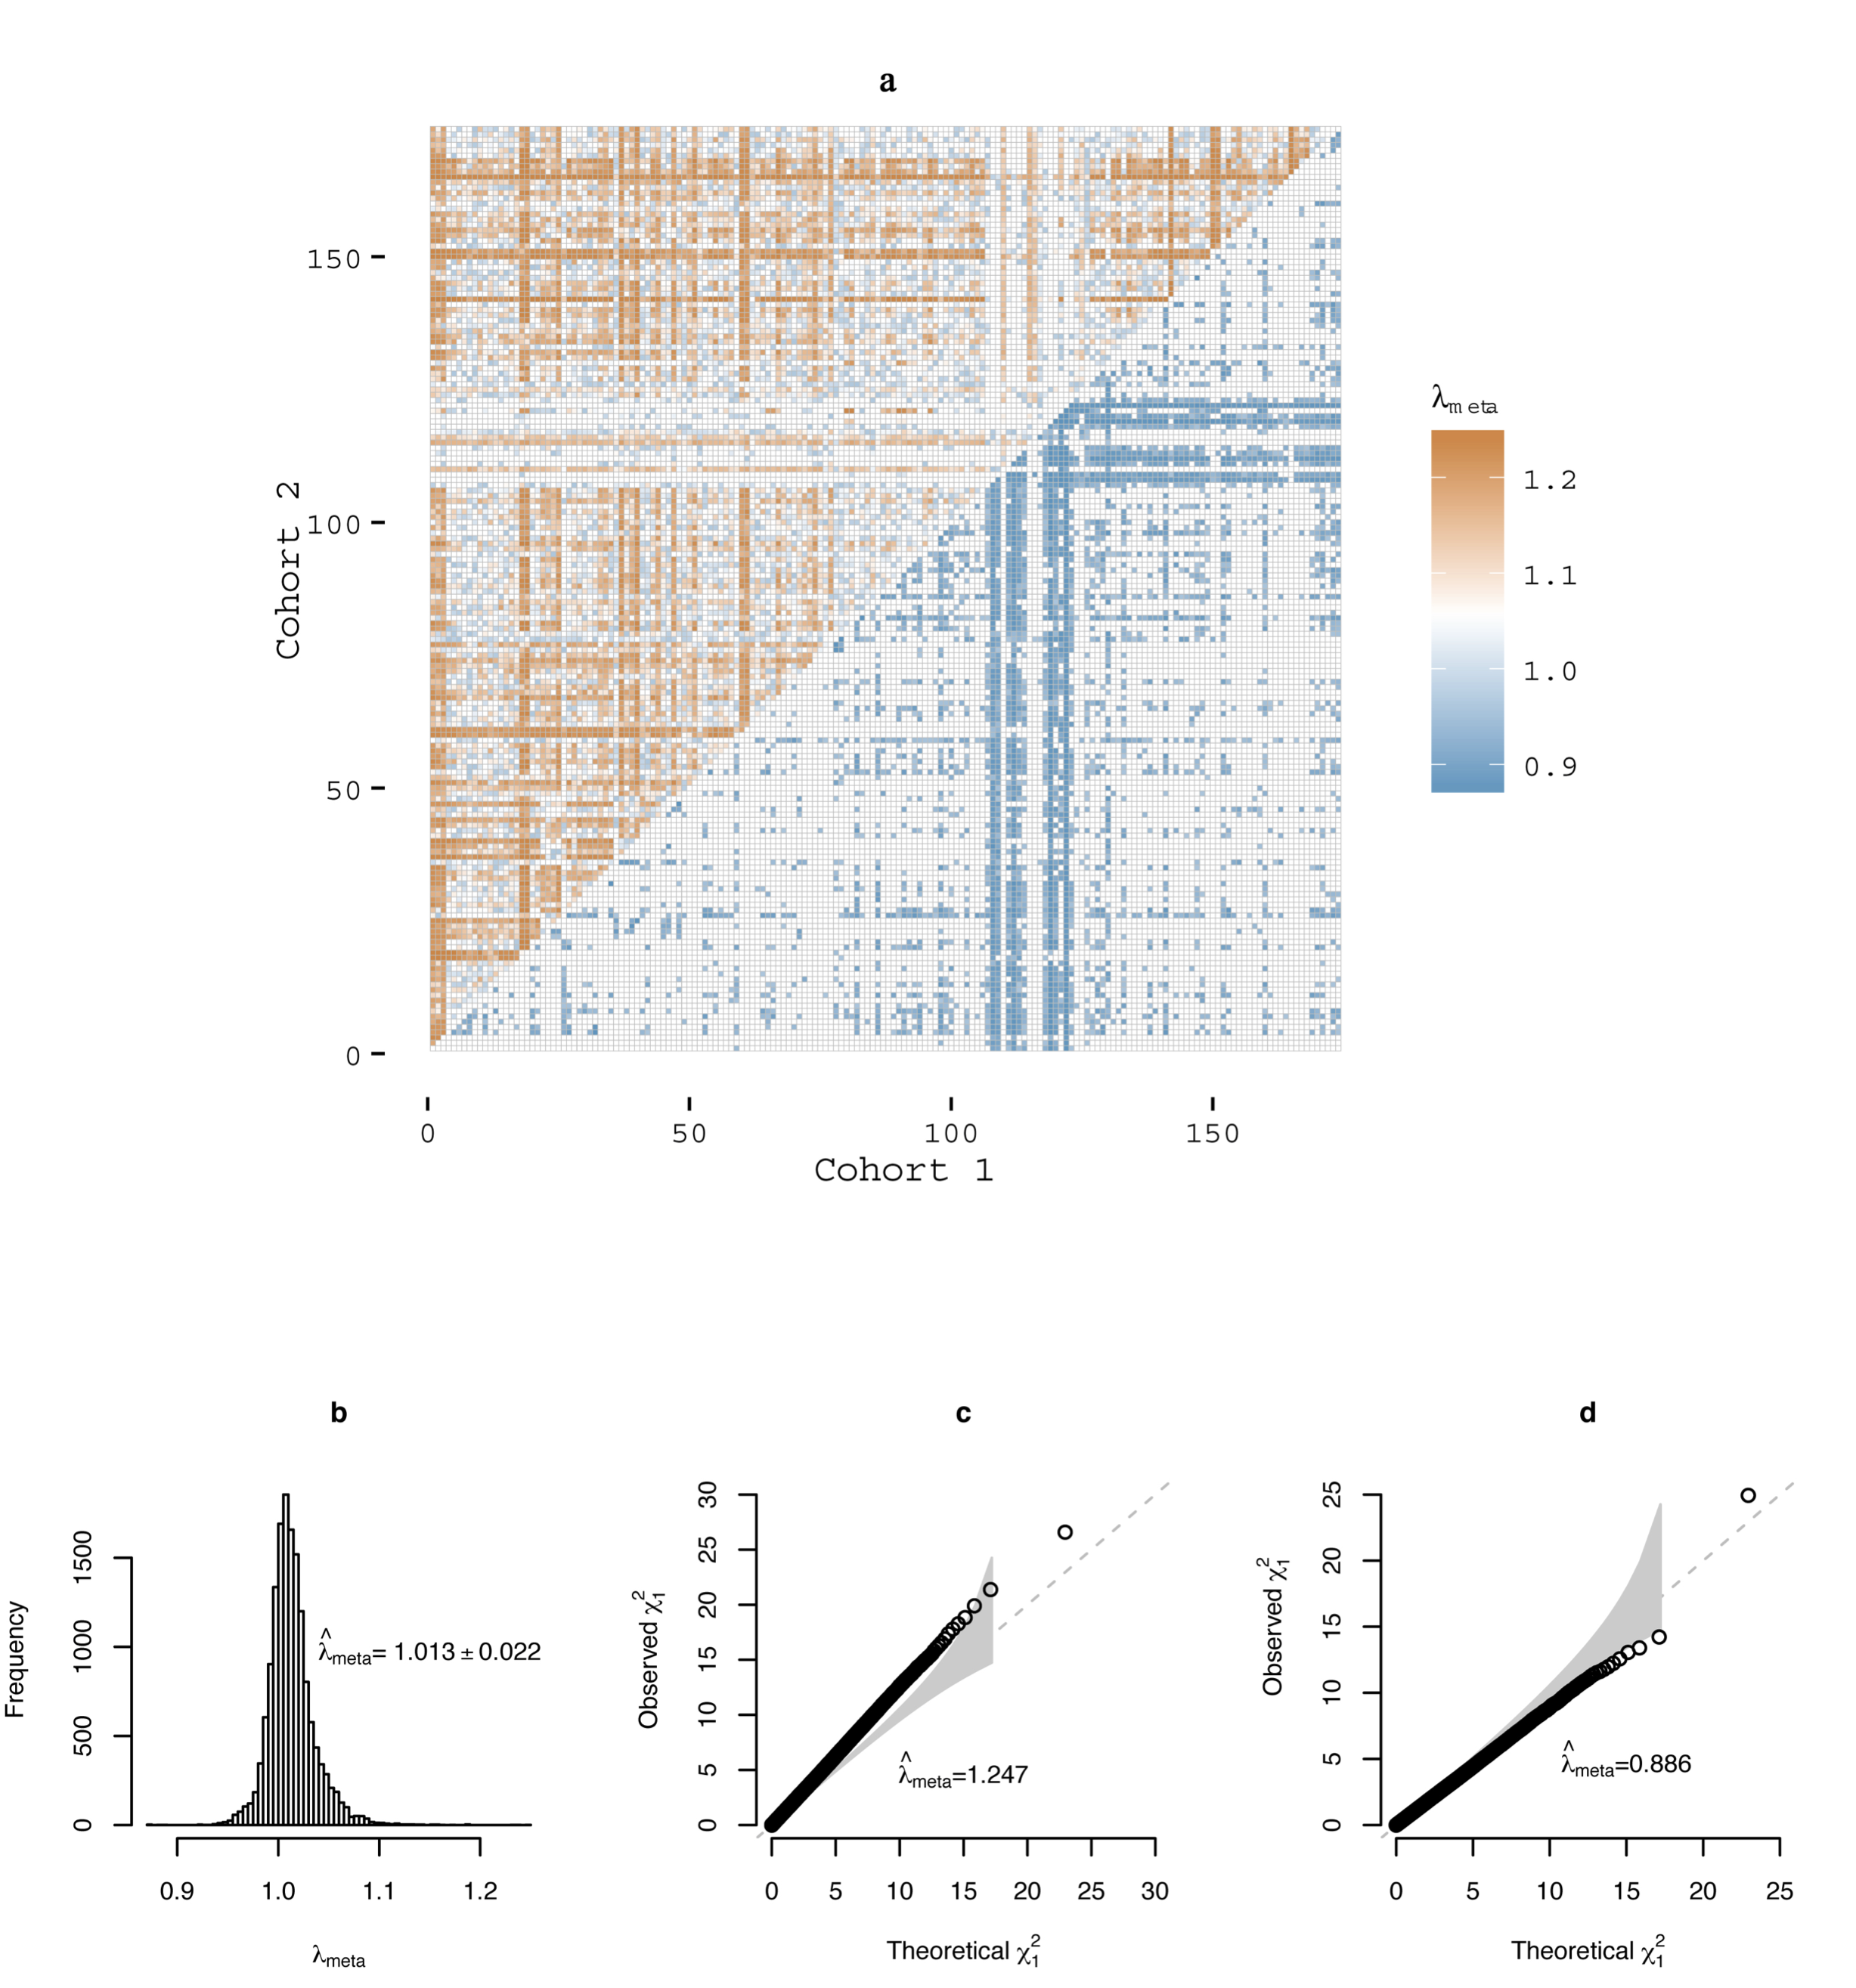 a
Cohort 2
150
100
50
0
0 50 100 150
Cohort 1
λmeta
1.2
1.1
1.0
0.9
b
Frequency
1500
1000
500
0
λ̂meta= 1.013 ± 0.022
0.9 1.0 1.1 1.2
λmeta
c
Observed χ²₁
30
25
20
15
10
5
0
λ̂meta=1.247
0 5 10 15 20 25 30
Theoretical χ²₁
d
Observed χ²₁
25
20
15
10
5
0
λ̂meta=0.886
0 5 10 15 20 25
Theoretical χ²₁